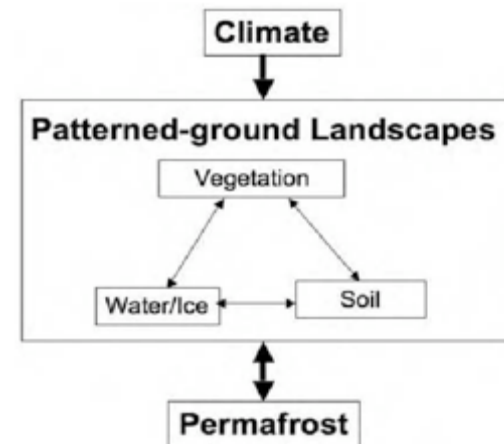 Climate
Patterned-ground Landscapes
Vegetation
Water/Ice
Soil
Permafrost